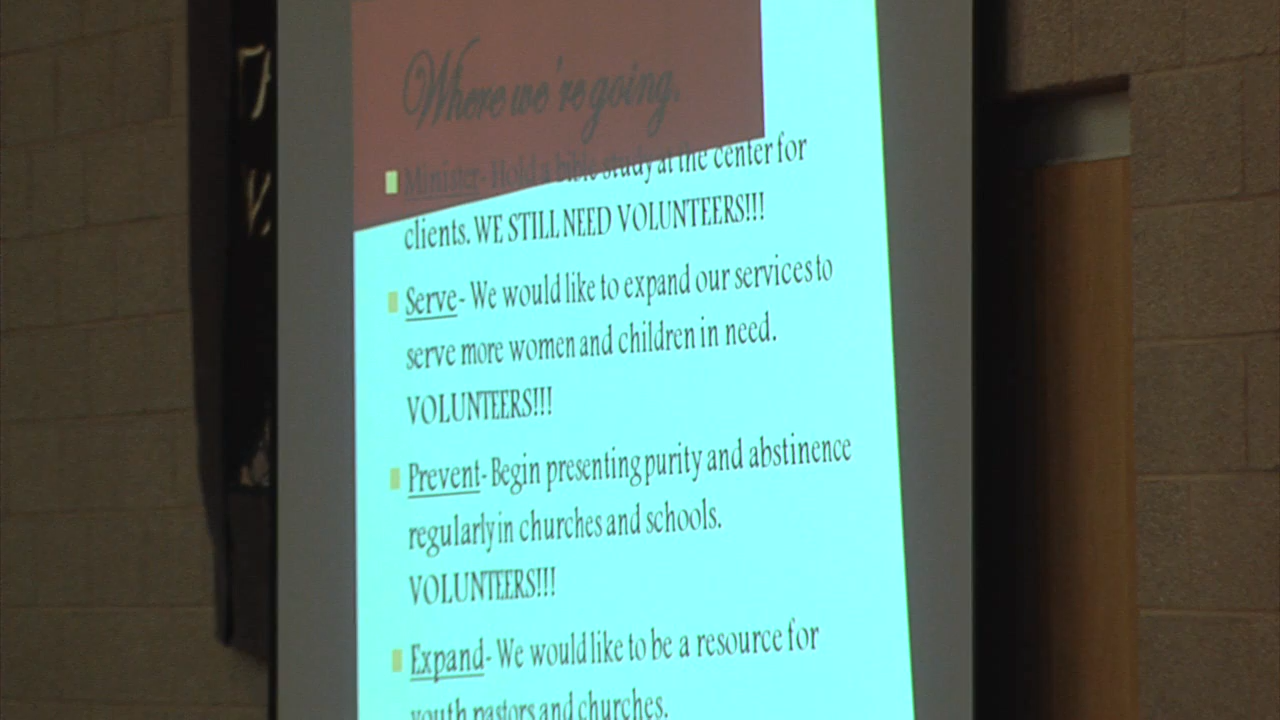 Where we're going.
Minister- Hold a bible study at the center for
clients. WE STILL NEED VOLUNTEERS!!!
Serve- We would like to expand our services to
serve more women and children in need.
VOLUNTEERS!!!
Prevent- Begin presenting purity and abstinence
regularly in churches and schools.
VOLUNTEERS!!!
Expand- We would like to be a resource for
youth pastors and churches.